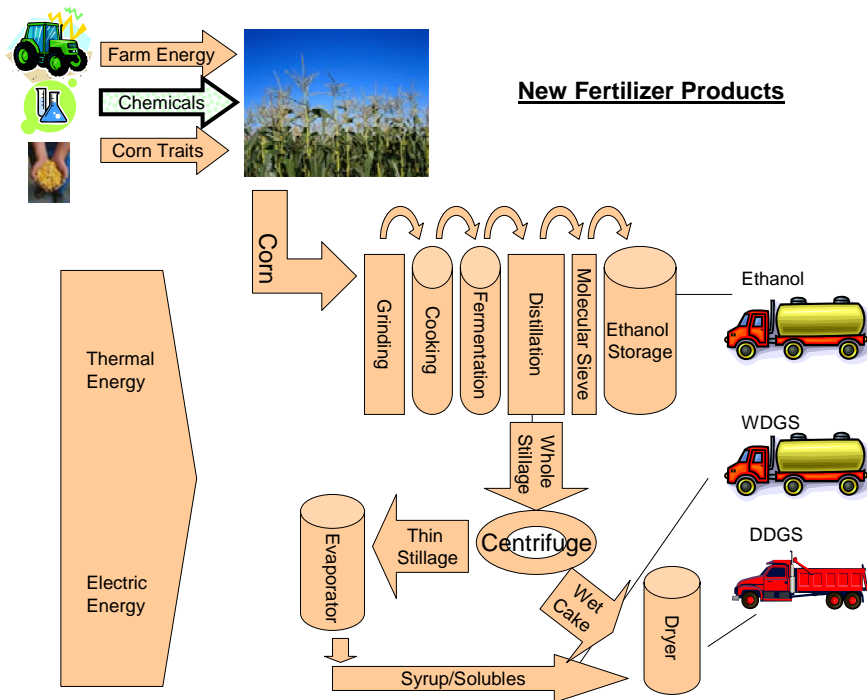 Farm Energy
New Fertilizer Products
Chemicals
Corn Traits
Corn
Grinding
Cooking
Fermentation
Distillation
Molecular Sieve
Ethanol
Storage
Ethanol
Thermal
Energy
WDGS
Whole
Stillage
DDGS
Centrifuge
Thin
Stillage
Evaporator
Electric
Energy
Wet
Cake
Dryer
Syrup/Solubles